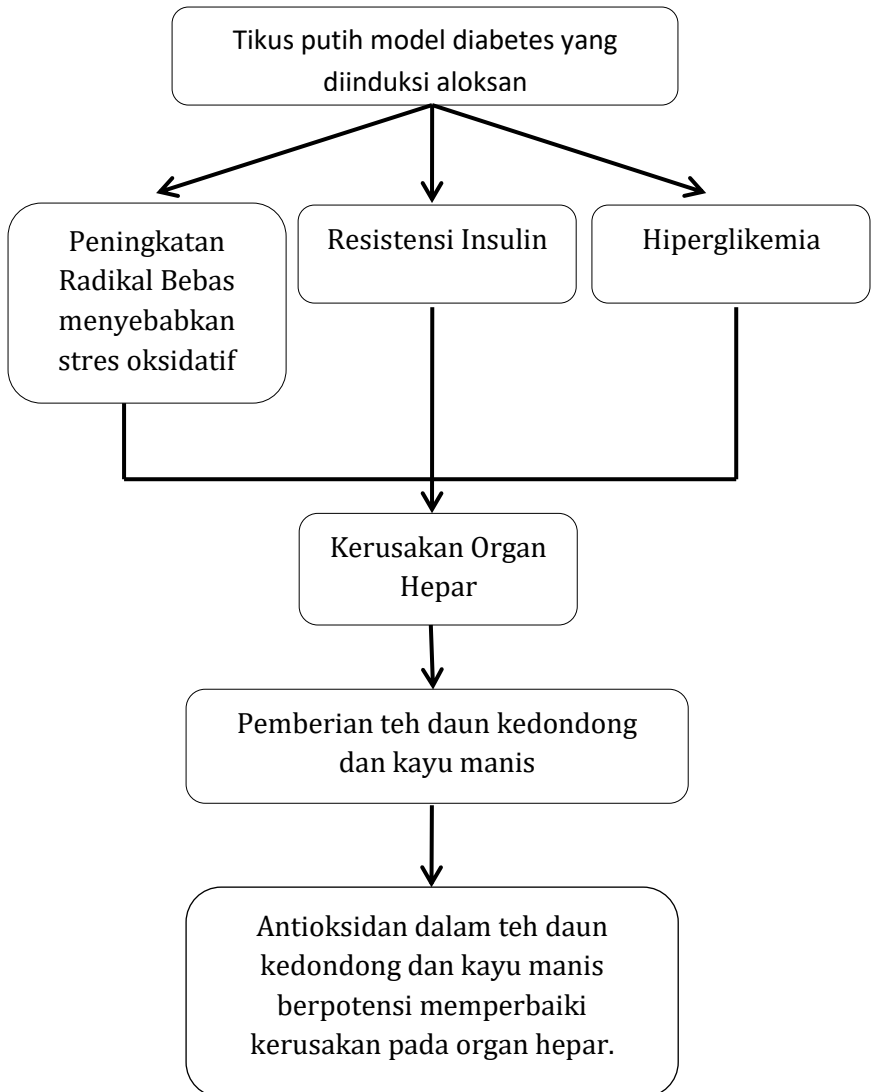 Tikus putih model diabetes yang
diinduksi aloksan
Peningkatan
Radikal Bebas
menyebabkan
stres oksidatif
Resistensi Insulin
Hiperglikemia
Kerusakan Organ
Hepar
Pemberian teh daun kedondong
dan kayu manis
Antioksidan dalam teh daun
kedondong dan kayu manis
berpotensi memperbaiki
kerusakan pada organ hepar.